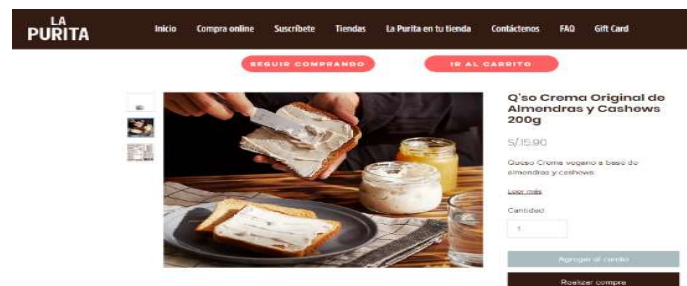 LA
PURITA
Inicio Compra online Suscríbete Tiendas La Purita en tu tienda Contáctenos FAQ Gift Card
SEGUIR COMPRANDO IR AL CARRITO
Q'so Crema Original de
Almendras y Cashews
200g
S/.15.90
Queso Crema vegano a base de
almendras y cashews
Leer más
Cantidad
1
Agregar al carrito
Realizar compra